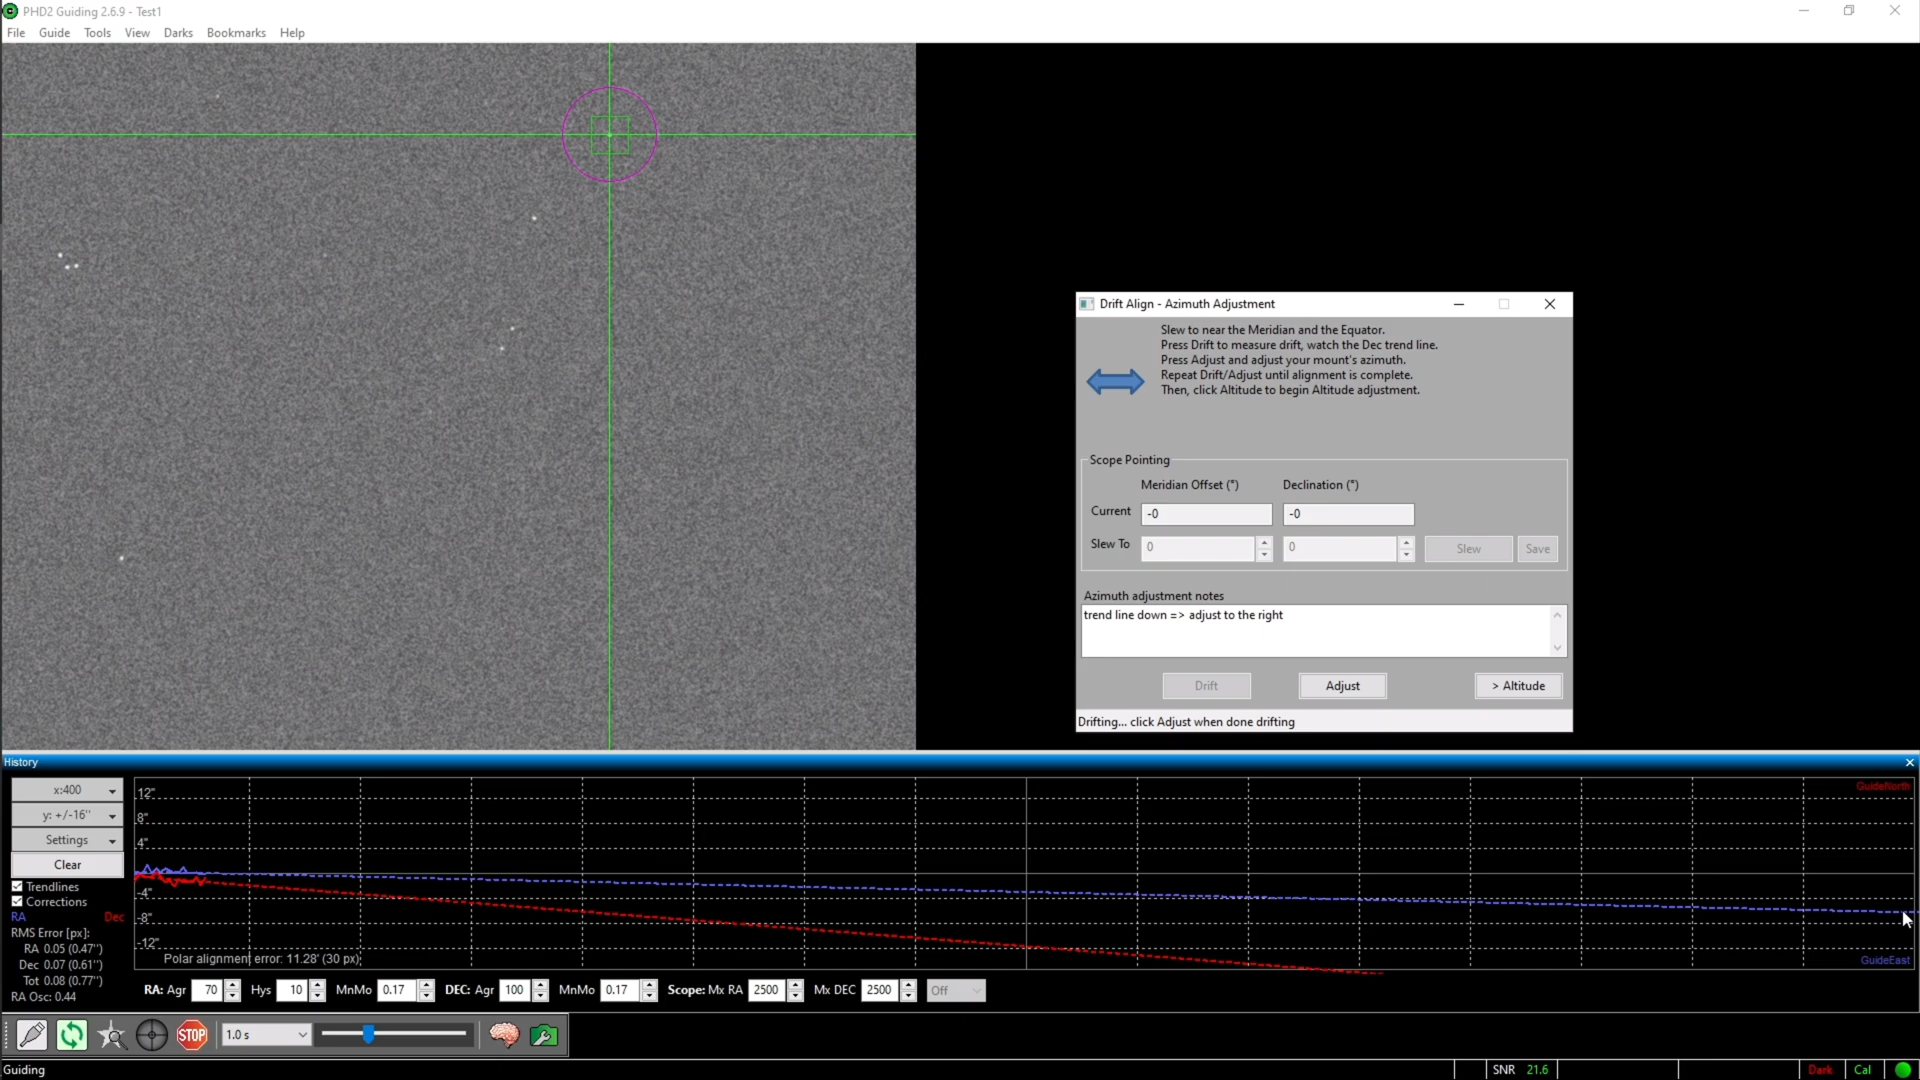 PHD2 Guiding 2.6.9 - Test1
File Guide Tools View Darks Bookmarks Help
Drift Align - Azimuth Adjustment
Slew to near the Meridian and the Equator.
Press Drift to measure drift, watch the Dec trend line.
Press Adjust and adjust your mount's azimuth.
Repeat Drift/Adjust until alignment is complete.
Then, click Altitude to begin Altitude adjustment.
Scope Pointing
Meridian Offset (°) Declination (°)
Current -0 -0
Slew To 0 0 Slew Save
Azimuth adjustment notes
trend line down => adjust to the right
Drift Adjust > Altitude
Drifting... click Adjust when done drifting
History
x:400
y: +/-16''
Settings
Clear
Trendlines
Corrections
RA Dec
RMS Error [px]:
RA 0.05 (0.47'')
Dec 0.07 (0.61'')
Tot 0.08 (0.77'')
RA Osc: 0.44
12"
8"
4"
-4"
-8"
-12"
GuideNorth
GuideEast
Polar alignment error: 11.28' (30 px)
RA: Agr 70 Hys 10 MnMo 0.17 DEC: Agr 100 MnMo 0.17 Scope: Mx RA 2500 Mx DEC 2500 Off
STOP 1.0 s
Guiding SNR 21.6 Dark Cal